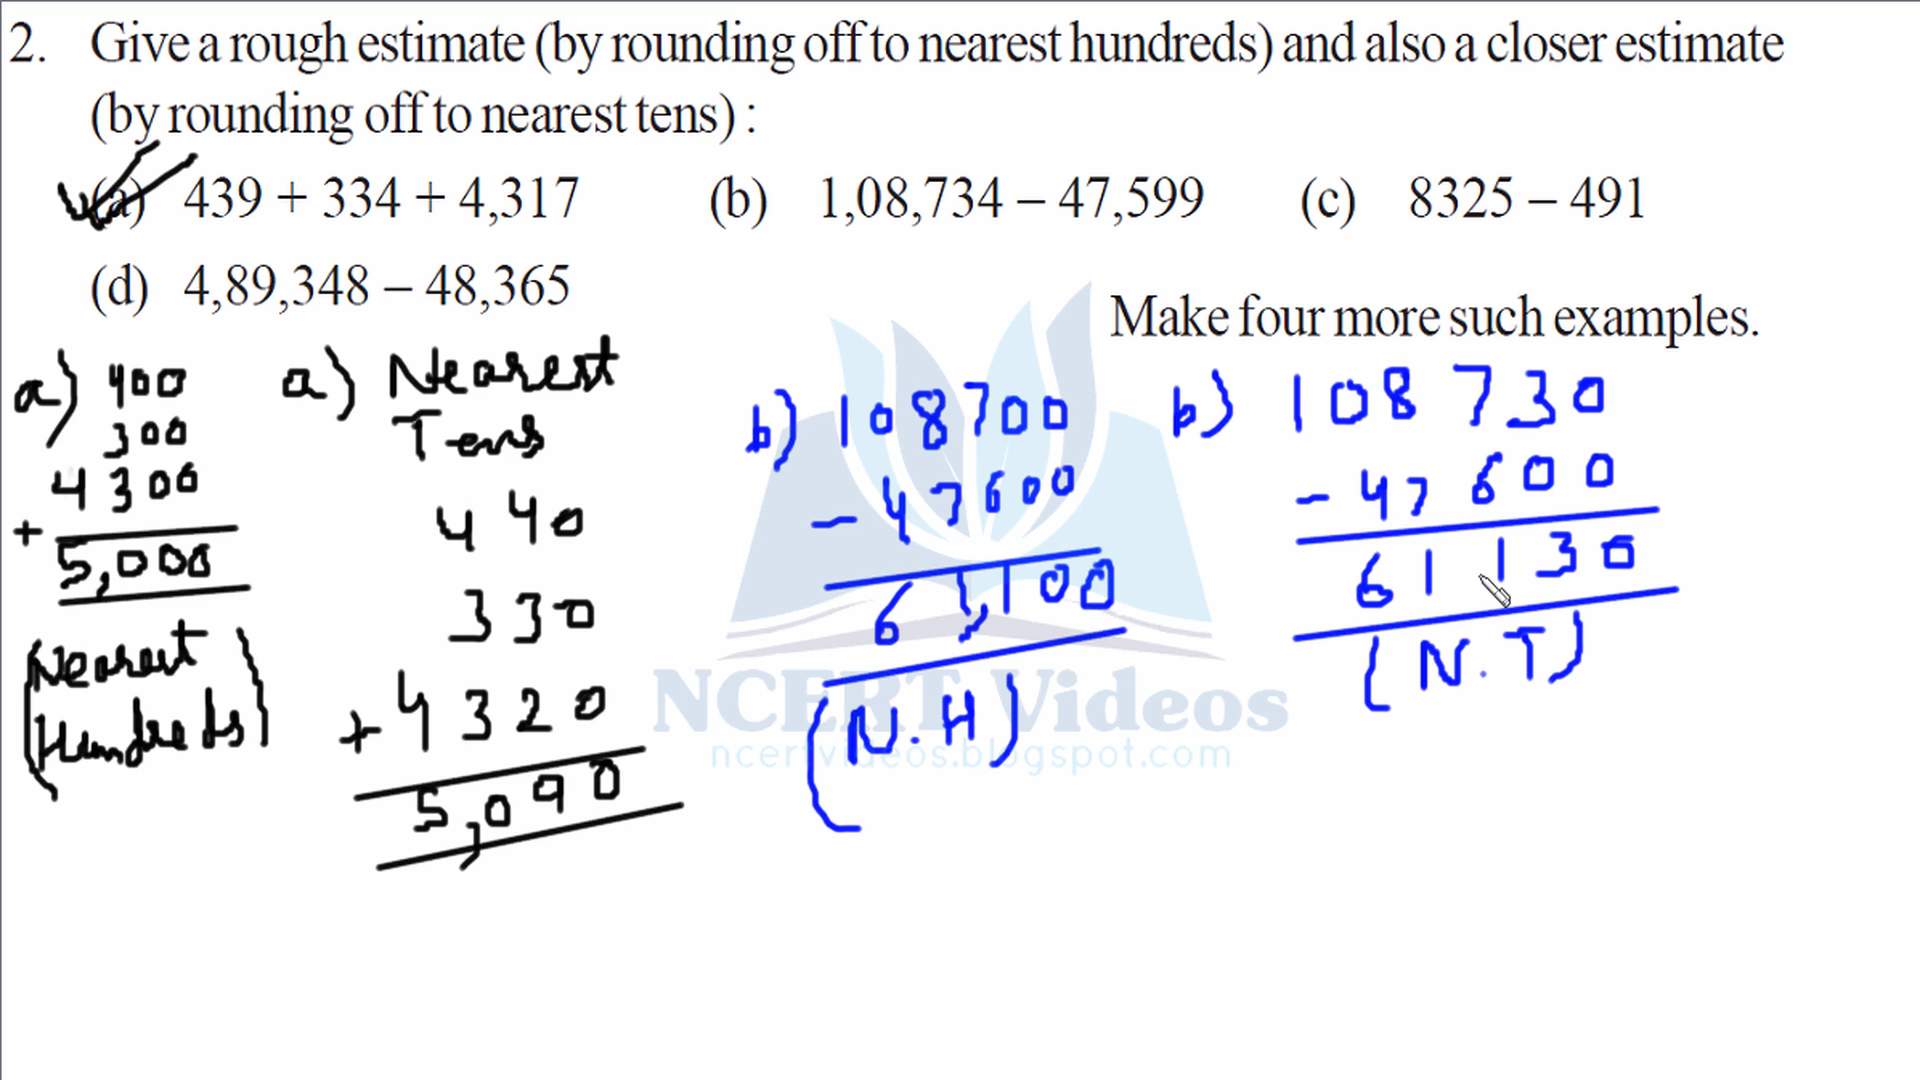 2. Give a rough estimate (by rounding off to nearest hundreds) and also a closer estimate
(by rounding off to nearest tens) :
(a) 439 + 334 + 4,317 (b) 1,08,734 – 47,599 (c) 8325 – 491
(d) 4,89,348 – 48,365
Make four more such examples.
a) 400
300
4300
+
5,000
(Nearest
Hundreds)
a) Nearest
Tens
440
330
+ 4320
5,090
b) 108700
- 47600
61,100
(N.H)
b) 108730
- 47600
61130
(N.T)
NCERT Videos
ncertvideos.blogspot.com